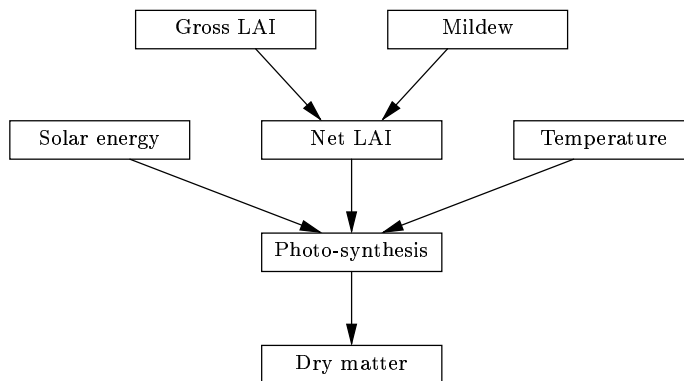 Gross LAI
Mildew
Solar energy
Net LAI
Temperature
Photo-synthesis
Dry matter